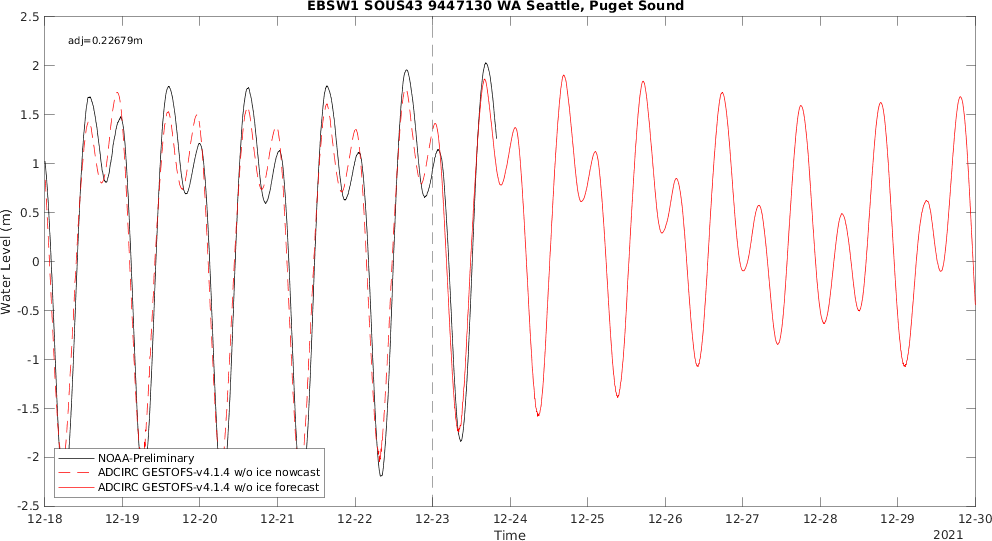 EBSW1 SOUS43 9447130 WA Seattle, Puget Sound
adj=0.22679m
Water Level (m)
2.5
2
1.5
1
0.5
0
-0.5
-1
-1.5
-2
-2.5
NOAA-Preliminary
ADCIRC GESTOFS-v4.1.4 w/o ice nowcast
ADCIRC GESTOFS-v4.1.4 w/o ice forecast
12-18 12-19 12-20 12-21 12-22 12-23 12-24 12-25 12-26 12-27 12-28 12-29 12-30
Time
2021